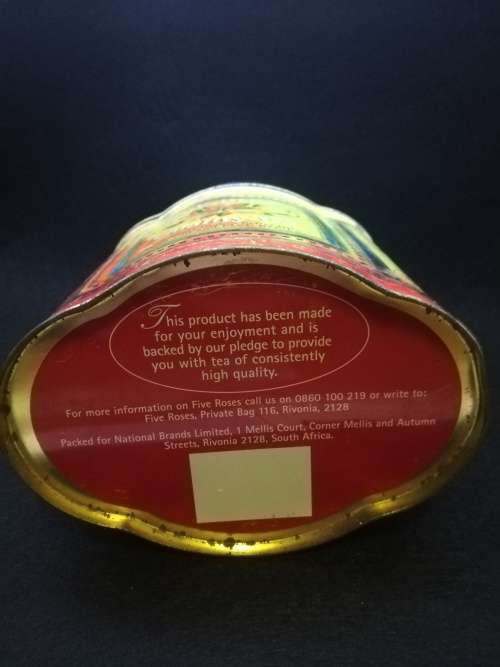 This product has been made
for your enjoyment and is
backed by our pledge to provide
you with tea of consistently
high quality.
For more information on Five Roses call us on 0860 100 219 or write to:
Five Roses, Private Bag 116, Rivonia, 2128
Packed for National Brands Limited, 1 Mellis Court, Corner Mellis and Autumn
Streets, Rivonia 2128, South Africa.